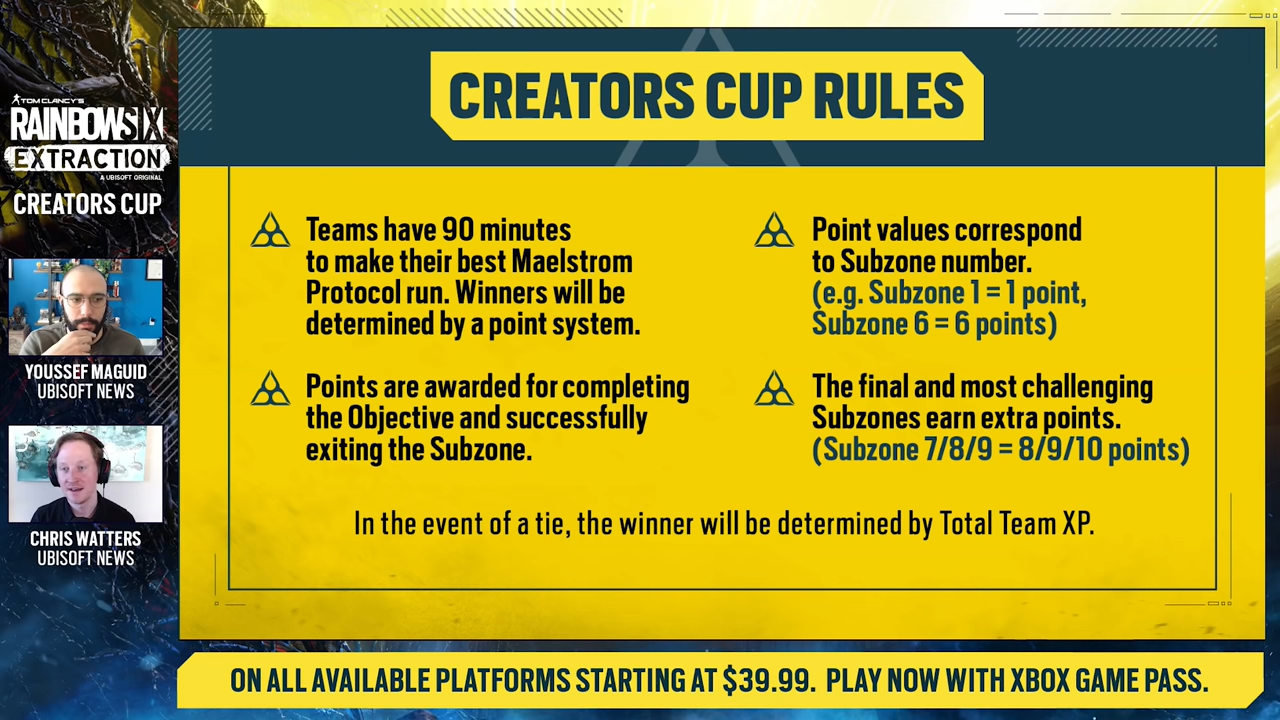 TOM CLANCY'S
RAINBOWSIX
EXTRACTION
A UBISOFT ORIGINAL
CREATORS CUP
YOUSSEF MAGUID
UBISOFT NEWS
CHRIS WATTERS
UBISOFT NEWS
CREATORS CUP RULES
Teams have 90 minutes
to make their best Maelstrom
Protocol run. Winners will be
determined by a point system.
Points are awarded for completing
the Objective and successfully
exiting the Subzone.
Point values correspond
to Subzone number.
(e.g. Subzone 1 = 1 point,
Subzone 6 = 6 points)
The final and most challenging
Subzones earn extra points.
(Subzone 7/8/9 = 8/9/10 points)
In the event of a tie, the winner will be determined by Total Team XP.
ON ALL AVAILABLE PLATFORMS STARTING AT $39.99. PLAY NOW WITH XBOX GAME PASS.